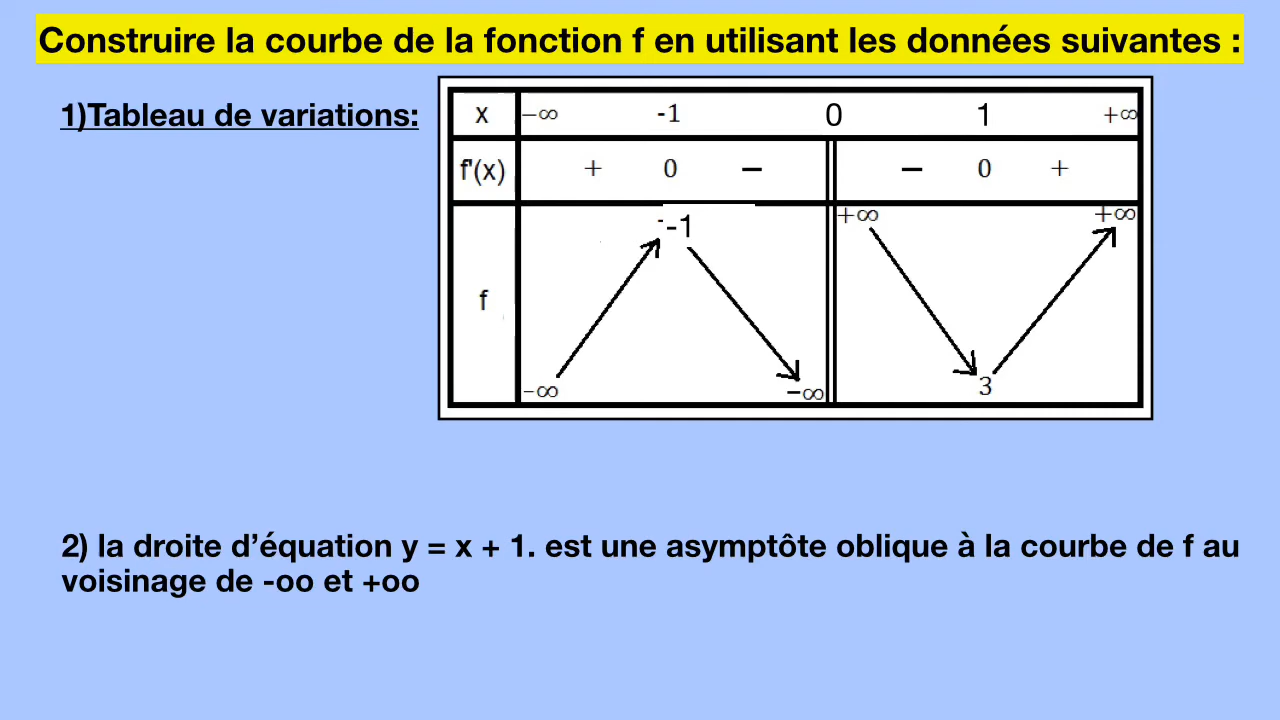 Construire la courbe de la fonction f en utilisant les données suivantes :
1)Tableau de variations:
x −∞ -1 0 1 +∞
f'(x) + 0 − − 0 +
-1 +∞ +∞
f
−∞ −∞ 3
2) la droite d’équation y = x + 1. est une asymptôte oblique à la courbe de f au
voisinage de -oo et +oo